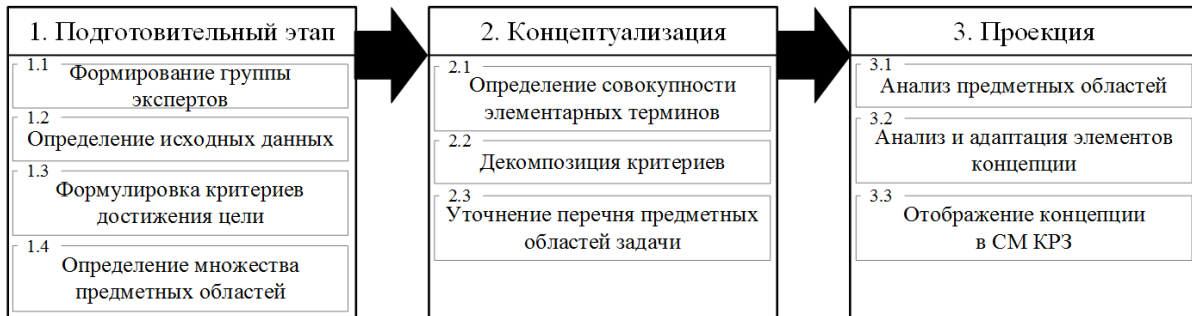 1. Подготовительный этап
1.1
Формирование группы
экспертов
1.2
Определение исходных данных
1.3
Формулировка критериев
достижения цели
1.4
Определение множества
предметных областей
2. Концептуализация
2.1
Определение совокупности
элементарных терминов
2.2
Декомпозиция критериев
2.3
Уточнение перечня предметных
областей задачи
3. Проекция
3.1
Анализ предметных областей
3.2
Анализ и адаптация элементов
концепции
3.3
Отображение концепции
в СМ КРЗ